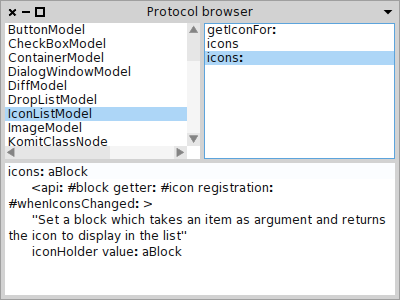 Protocol browser
ButtonModel
CheckBoxModel
ContainerModel
DialogWindowModel
DiffModel
DropListModel
IconListModel
ImageModel
KomitClassNode
getIconFor:
icons
icons:
icons: aBlock
<api: #block getter: #icon registration:
#whenIconsChanged: >
"Set a block which takes an item as argument and returns
the icon to display in the list"
iconHolder value: aBlock